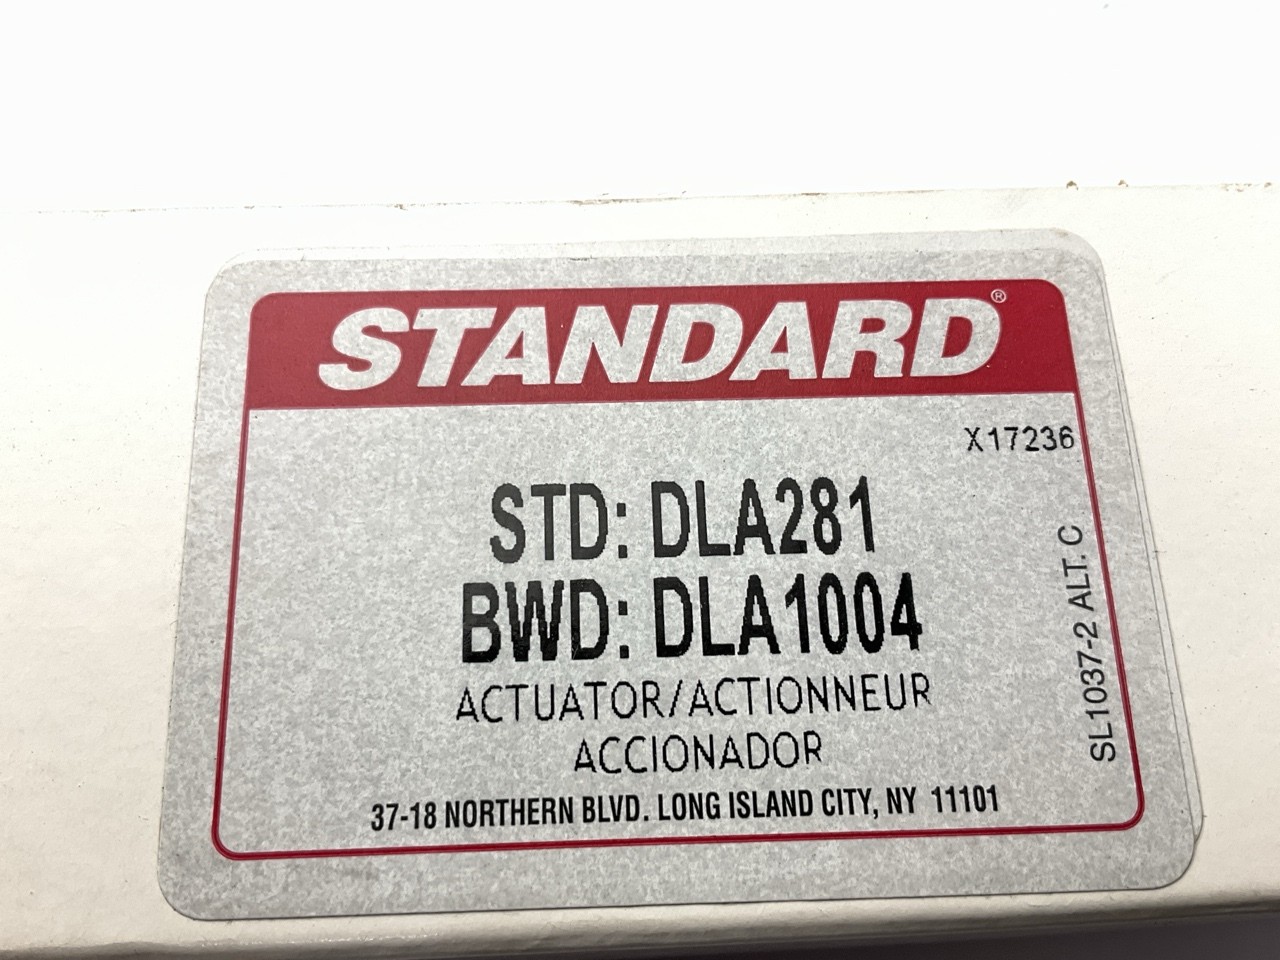 STANDARD®
X17236
STD: DLA281
BWD: DLA1004
ACTUATOR/ACTIONNEUR
ACCIONADOR
37-18 NORTHERN BLVD. LONG ISLAND CITY, NY 11101
SL1037-2 ALT. C